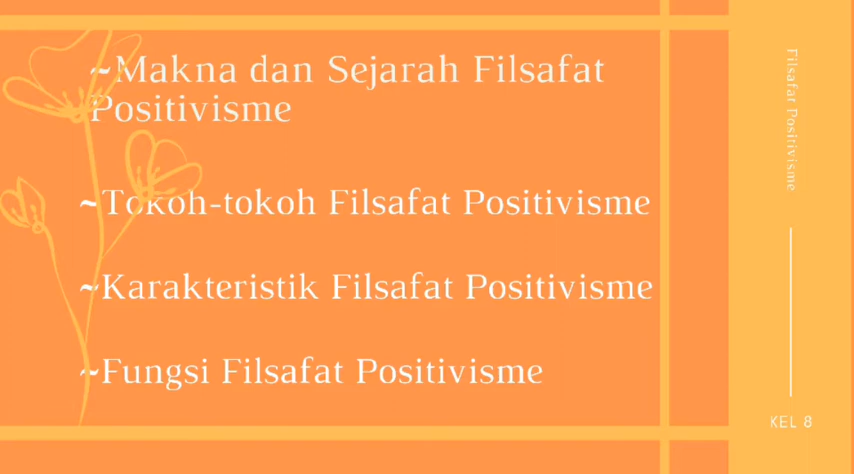 ~Makna dan Sejarah Filsafat
Positivisme
~Tokoh-tokoh Filsafat Positivisme
~Karakteristik Filsafat Positivisme
~Fungsi Filsafat Positivisme
Filsafat Positivisme
KEL 8